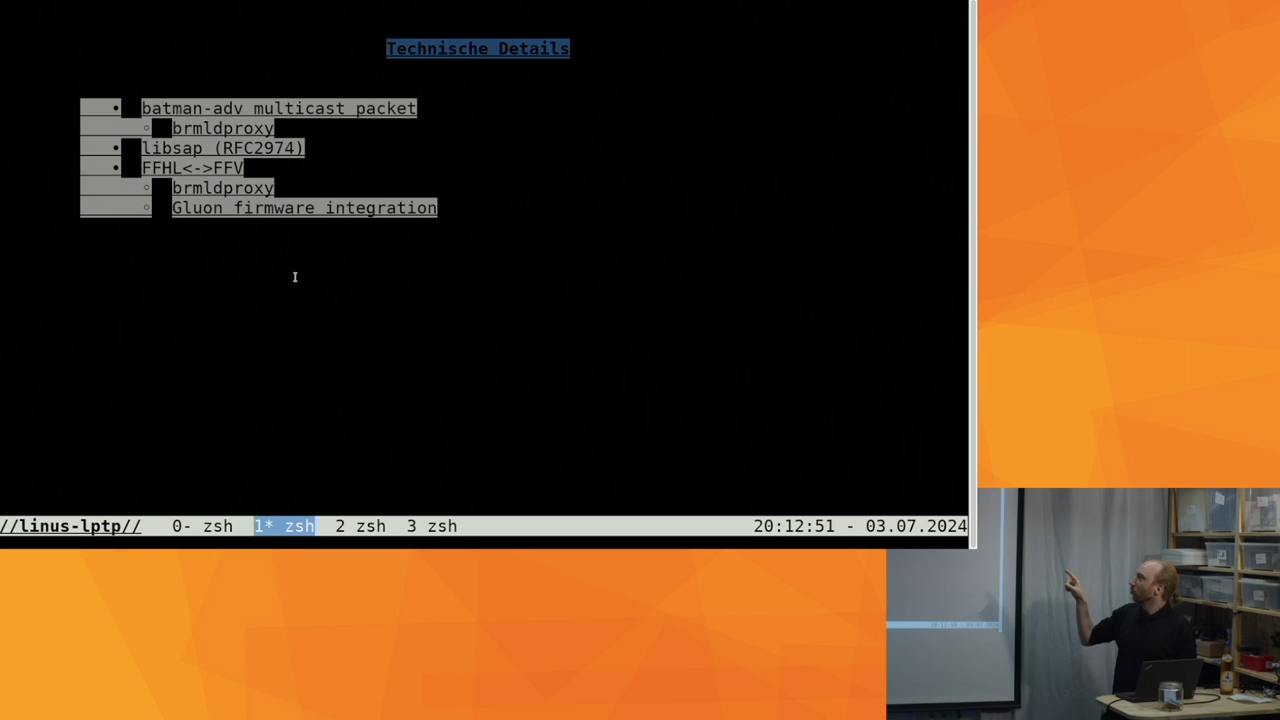 Technische Details
• batman-adv multicast packet
◦ brmldproxy
• libsap (RFC2974)
• FFHL<->FFV
◦ brmldproxy
◦ Gluon firmware integration
//linus-lptp// 0- zsh 1* zsh 2 zsh 3 zsh 20:12:51 - 03.07.2024